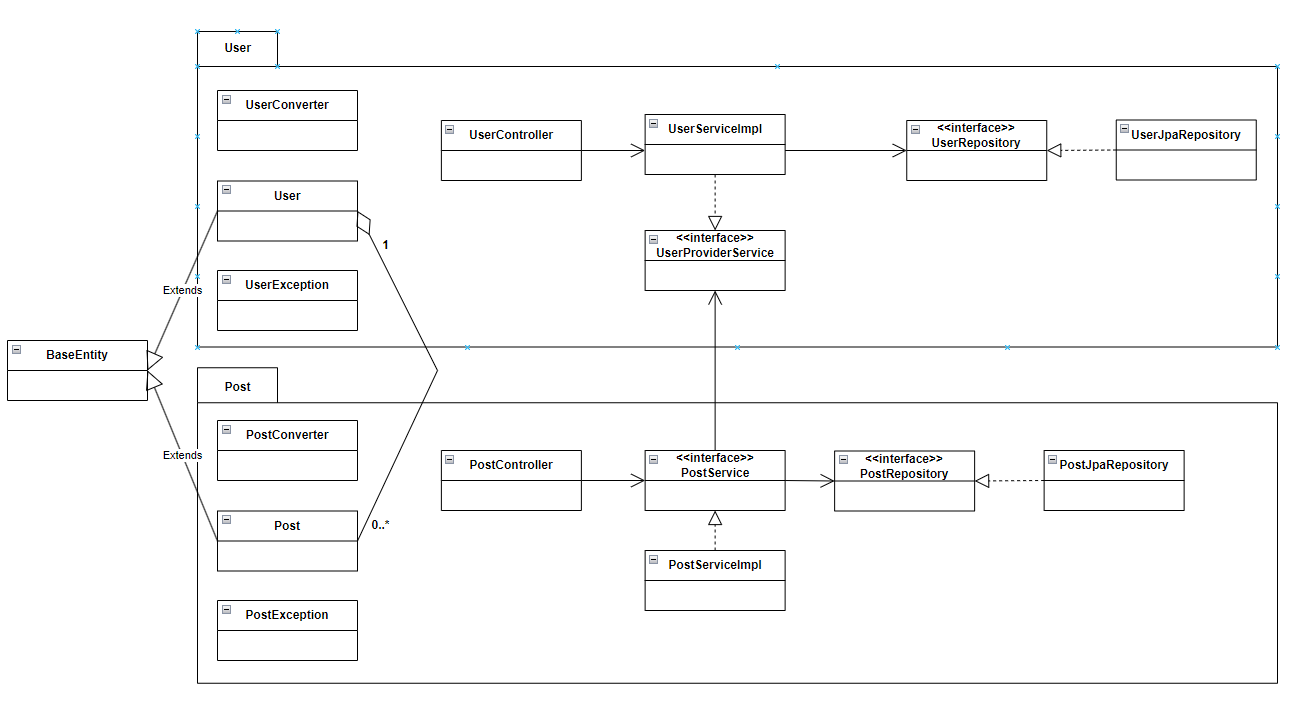 User
UserConverter
UserController
UserServiceImpl
<<interface>>
UserRepository
UserJpaRepository
User
1
<<interface>>
UserProviderService
UserException
Extends
BaseEntity
Post
PostConverter
Extends
PostController
<<interface>>
PostService
<<interface>>
PostRepository
PostJpaRepository
Post
0..*
PostServiceImpl
PostException